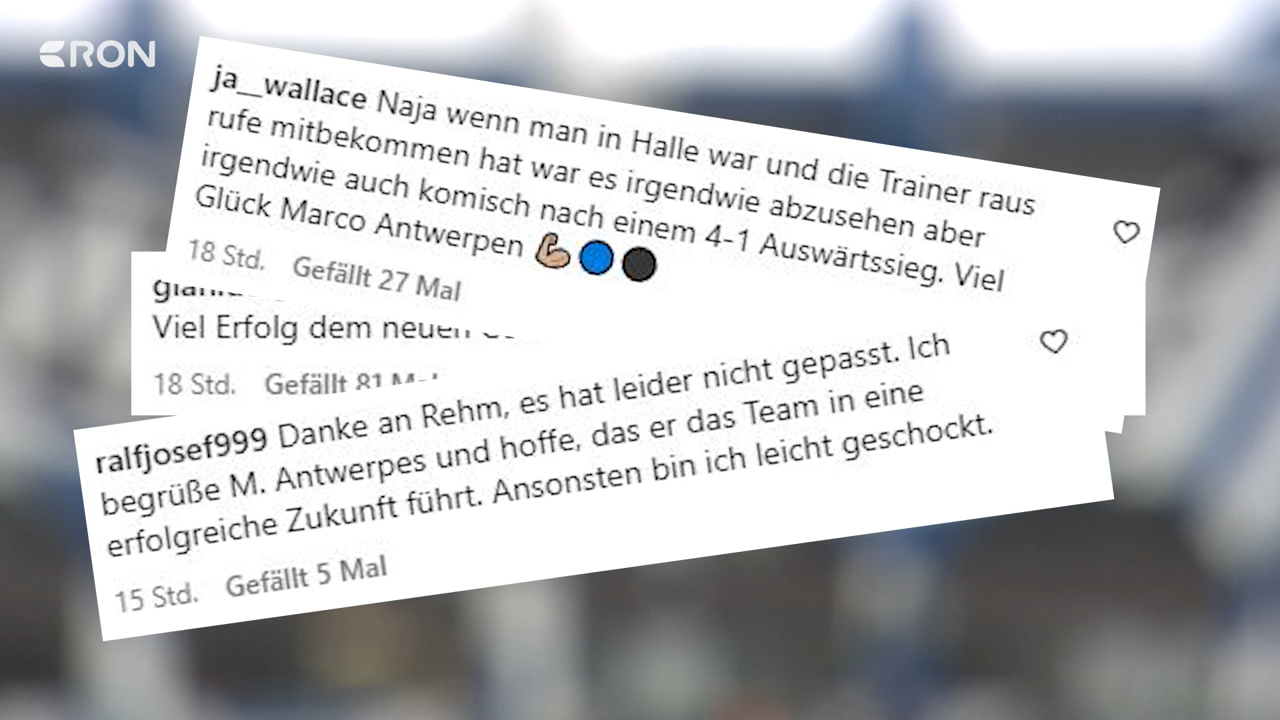 RON
ja__wallace Naja wenn man in Halle war und die Trainer raus
rufe mitbekommen hat war es irgendwie abzusehen aber
irgendwie auch komisch nach einem 4-1 Auswärtssieg. Viel
Glück Marco Antwerpen 💪🏼🔵⚫
18 Std. Gefällt 27 Mal
Viel Erfolg dem neuen
18 Std. Gefällt 81 Mal
ralfjosef999 Danke an Rehm, es hat leider nicht gepasst. Ich
begrüße M. Antwerpes und hoffe, das er das Team in eine
erfolgreiche Zukunft führt. Ansonsten bin ich leicht geschockt.
15 Std. Gefällt 5 Mal